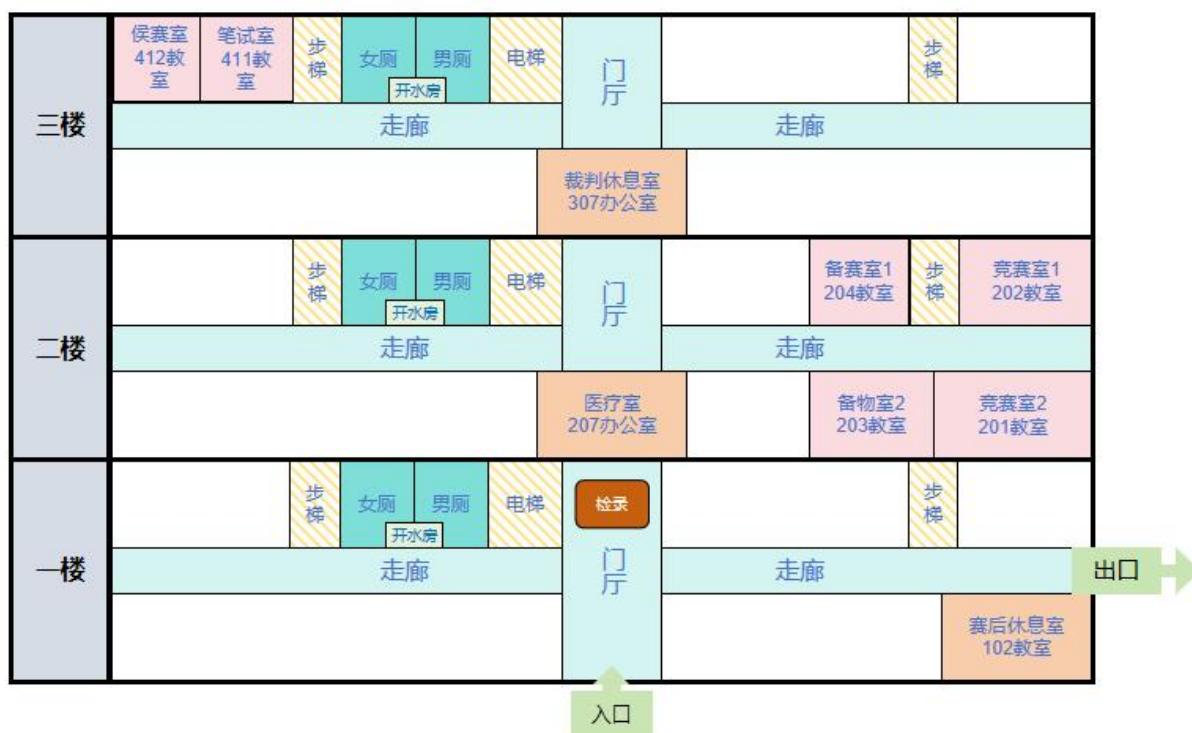 三楼
侯赛室
412教
室
笔试室
411教
室
步
梯
女厕
男厕
开水房
电梯
门
厅
步
梯
走廊
走廊
裁判休息室
307办公室
二楼
步
梯
女厕
男厕
开水房
电梯
门
厅
备赛室1
204教室
步
梯
竞赛室1
202教室
走廊
走廊
医疗室
207办公室
备物室2
203教室
竞赛室2
201教室
一楼
步
梯
女厕
男厕
开水房
电梯
检录
门
厅
步
梯
走廊
走廊
出口
赛后休息室
102教室
入口